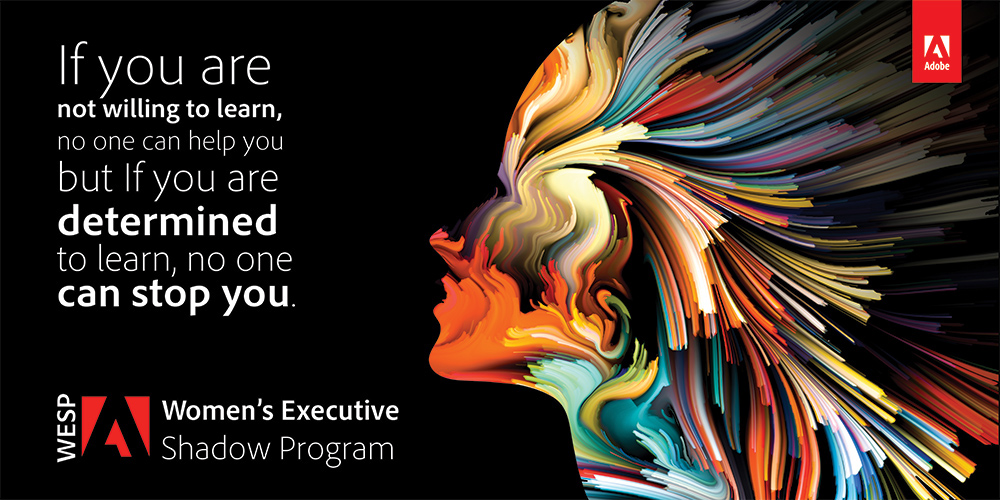 If you are
not willing to learn,
no one can help you
but If you are
determined
to learn, no one
can stop you.
Adobe
WESP
Women's Executive
Shadow Program